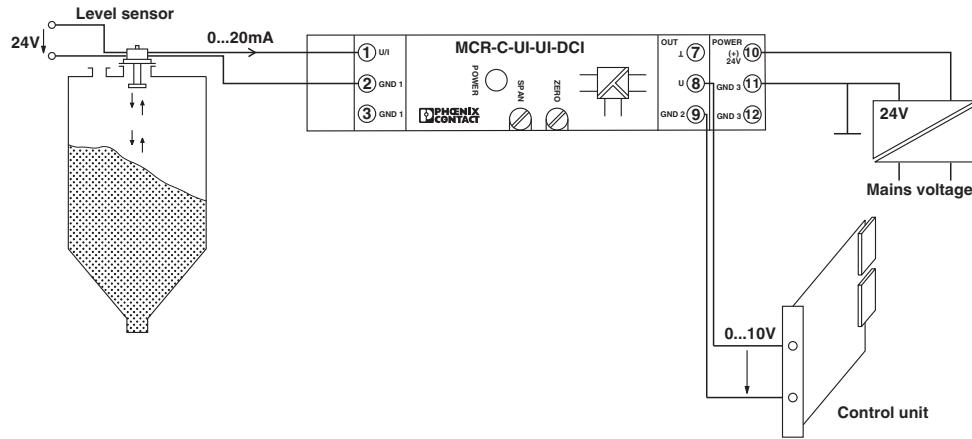 Level sensor
24V
0...20mA
1 U/I
2 GND 1
3 GND 1
MCR-C-UI-UI-DCI
POWER
SPAN
ZERO
PHŒNIX
CONTACT
OUT
7
U 8
GND 2 9
POWER
(+) 10
24V
GND 3 11
GND 3 12
24V
Mains voltage
0...10V
Control unit